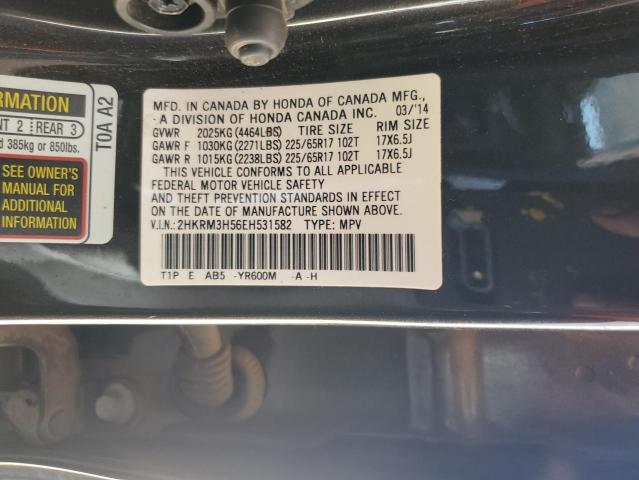 RMATION
NT 2 REAR 3
d 385kg or 850lbs.
SEE OWNER'S
MANUAL FOR
ADDITIONAL
INFORMATION
T0A A2
MFD. IN CANADA BY HONDA OF CANADA MFG.,
A DIVISION OF HONDA CANADA INC. 03/'14
GVWR 2025KG (4464LBS) TIRE SIZE RIM SIZE
GAWR F 1030KG (2271LBS) 225/65R17 102T 17X6.5J
GAWR R 1015KG (2238LBS) 225/65R17 102T 17X6.5J
THIS VEHICLE CONFORMS TO ALL APPLICABLE
FEDERAL MOTOR VEHICLE SAFETY
AND THEFT PREVENTION STANDARDS IN EFFECT
ON THE DATE OF MANUFACTURE SHOWN ABOVE.
V.I.N.: 2HKRM3H56EH531582 TYPE: MPV
T1P E AB5 -YR600M -A -H